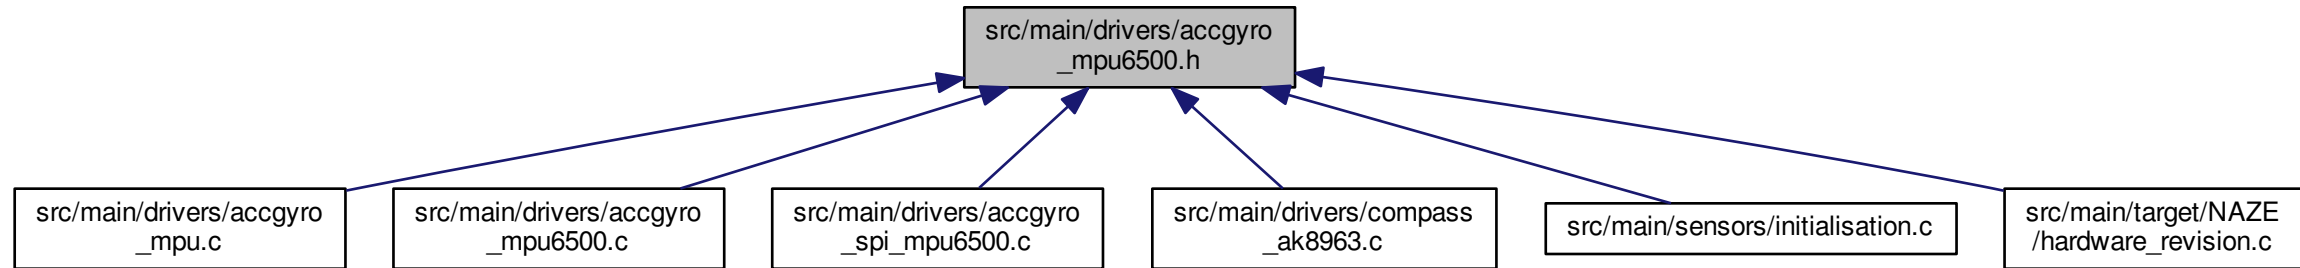 src/main/drivers/accgyro
_mpu6500.h
src/main/drivers/accgyro
_mpu.c
src/main/drivers/accgyro
_mpu6500.c
src/main/drivers/accgyro
_spi_mpu6500.c
src/main/drivers/compass
_ak8963.c
src/main/sensors/initialisation.c
src/main/target/NAZE
/hardware_revision.c